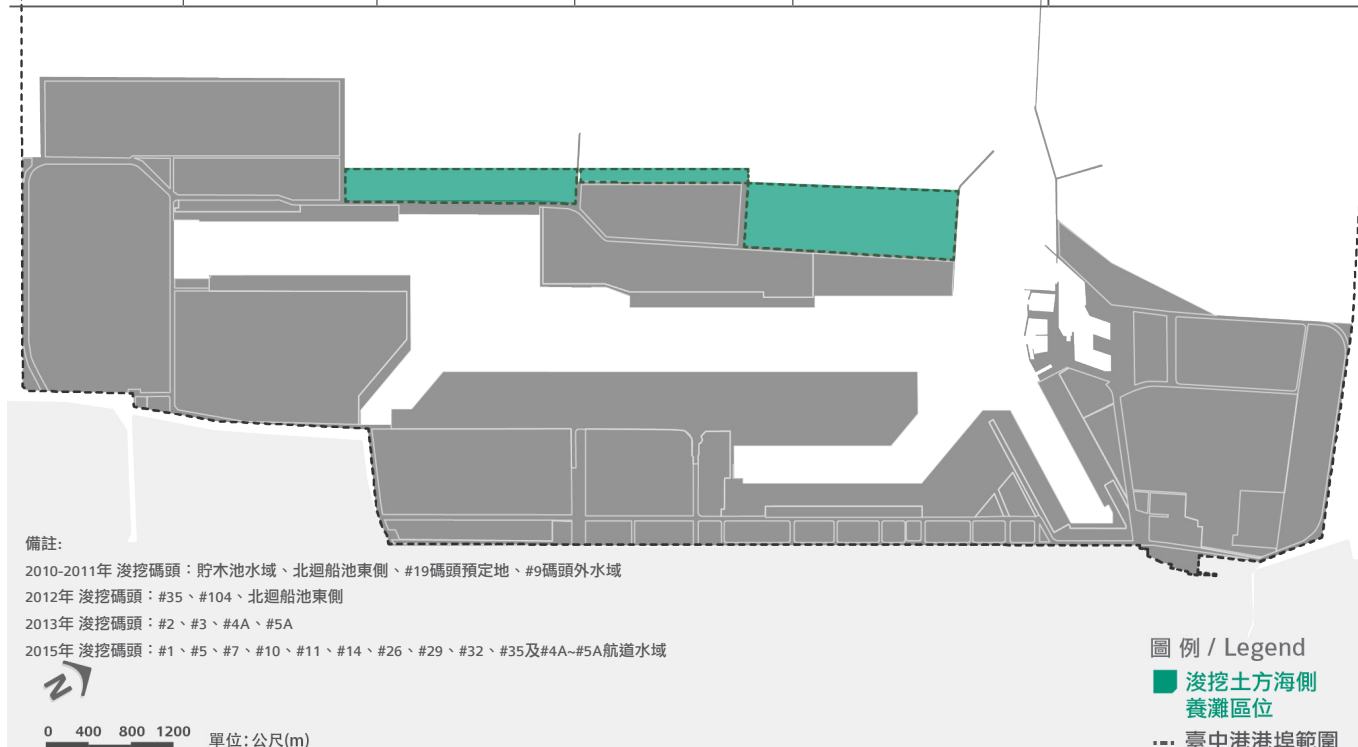 備註:
2010-2011年 浚挖碼頭：貯木池水域、北迴船池東側、#19碼頭預定地、#9碼頭外水域
2012年 浚挖碼頭：#35、#104、北迴船池東側
2013年 浚挖碼頭：#2、#3、#4A、#5A
2015年 浚挖碼頭：#1、#5、#7、#10、#11、#14、#26、#29、#32、#35及#4A~#5A航道水域
N
0 400 800 1200 單位:公尺(m)
圖 例 / Legend
浚挖土方海側
養灘區位
臺中港港埠範圍